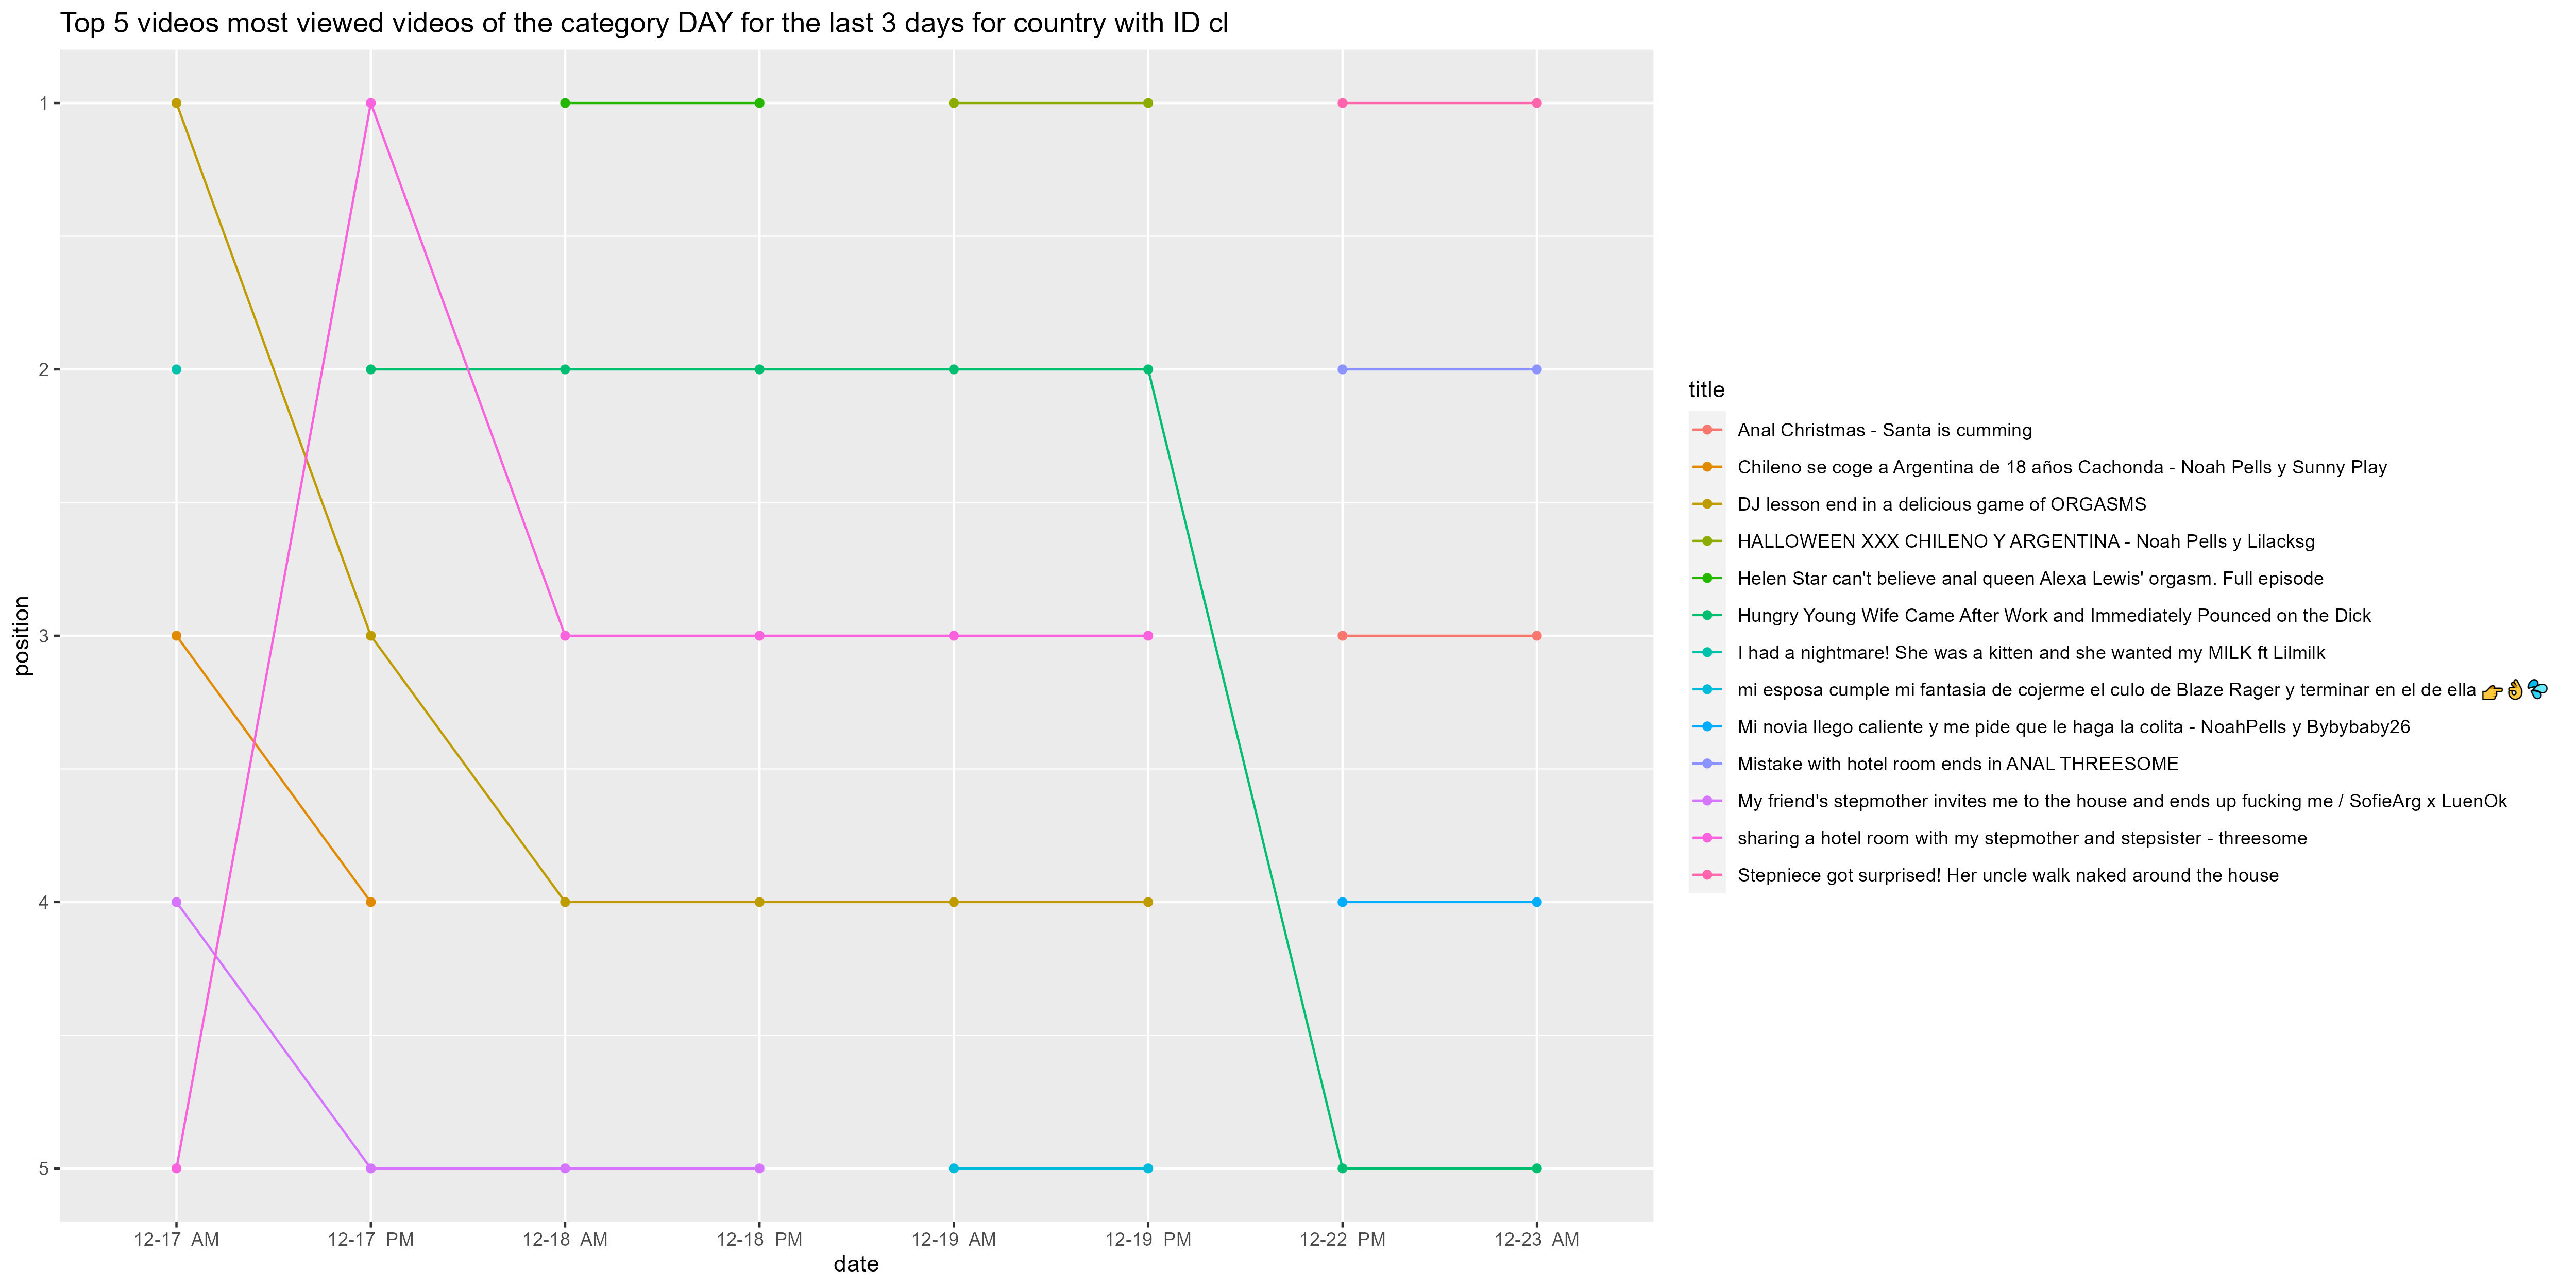 Top 5 videos most viewed videos of the category DAY for the last 3 days for country with ID cl
position
1
2
3
4
5
12-17 AM
12-17 PM
12-18 AM
12-18 PM
12-19 AM
12-19 PM
12-22 PM
12-23 AM
date
title
Anal Christmas - Santa is cumming
Chileno se coge a Argentina de 18 años Cachonda - Noah Pells y Sunny Play
DJ lesson end in a delicious game of ORGASMS
HALLOWEEN XXX CHILENO Y ARGENTINA - Noah Pells y Lilacksg
Helen Star can't believe anal queen Alexa Lewis' orgasm. Full episode
Hungry Young Wife Came After Work and Immediately Pounced on the Dick
I had a nightmare! She was a kitten and she wanted my MILK ft Lilmilk
mi esposa cumple mi fantasia de cojerme el culo de Blaze Rager y terminar en el de ella 👉👌💦
Mi novia llego caliente y me pide que le haga la colita - NoahPells y Bybybaby26
Mistake with hotel room ends in ANAL THREESOME
My friend's stepmother invites me to the house and ends up fucking me / SofieArg x LuenOk
sharing a hotel room with my stepmother and stepsister - threesome
Stepniece got surprised! Her uncle walk naked around the house